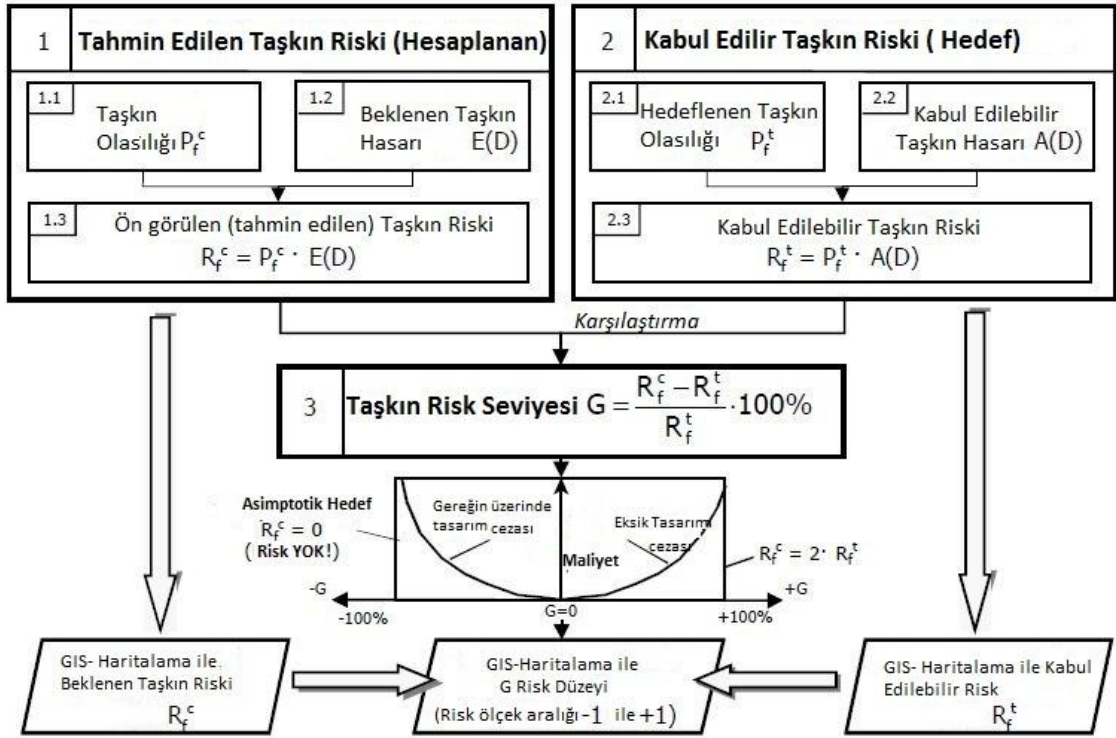 1 Tahmin Edilen Taşkın Riski (Hesaplanan)
1.1 Taşkın
Olasılığı P_f^c
1.2 Beklenen Taşkın
Hasarı E(D)
1.3 Ön görülen (tahmin edilen) Taşkın Riski
R_f^c = P_f^c · E(D)
2 Kabul Edilir Taşkın Riski ( Hedef)
2.1 Hedeflenen Taşkın
Olasılığı P_f^t
2.2 Kabul Edilebilir
Taşkın Hasarı A(D)
2.3 Kabul Edilebilir Taşkın Riski
R_f^t = P_f^t · A(D)
Karşılaştırma
3 Taşkın Risk Seviyesi G = (R_f^c – R_f^t) / R_f^t · 100%
Asimptotik Hedef
R_f^c = 0
( Risk YOK!)
Gereğin üzerinde
tasarım cezası
Eksik Tasarım
cezası
Maliyet
R_f^c = 2· R_f^t
-G
+G
-100%
G=0
+100%
GIS- Haritalama ile.
Beklenen Taşkın Riski
R_f^c
GIS-Haritalama ile
G Risk Düzeyi
(Risk ölçek aralığı -1 ile +1)
GIS- Haritalama ile Kabul
Edilebilir Risk
R_f^t